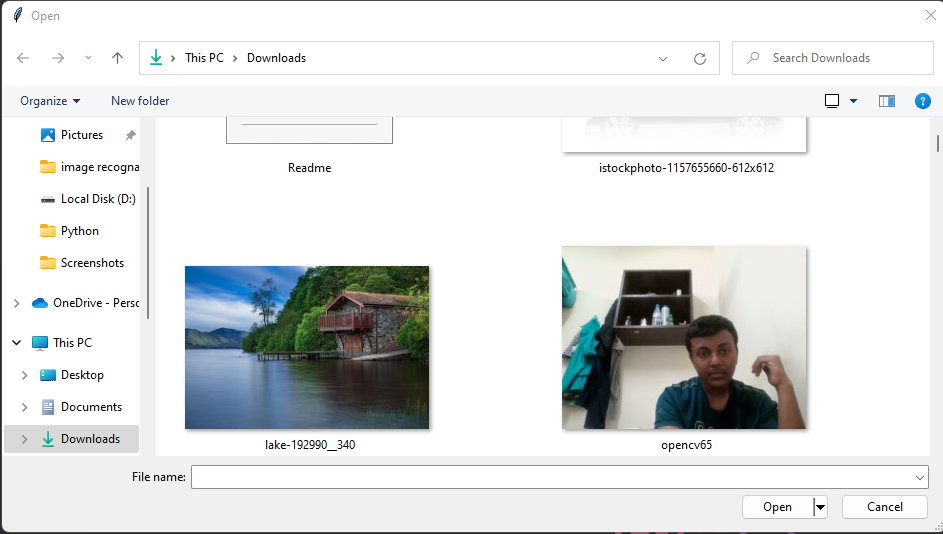 Open
This PC
Downloads
Search Downloads
Organize
New folder
?
Pictures
image recogna
Local Disk (D:)
Python
Screenshots
OneDrive - Perso
This PC
Desktop
Documents
Downloads
Readme
istockphoto-1157655660-612x612
lake-192990__340
opencv65
File name:
Open
Cancel